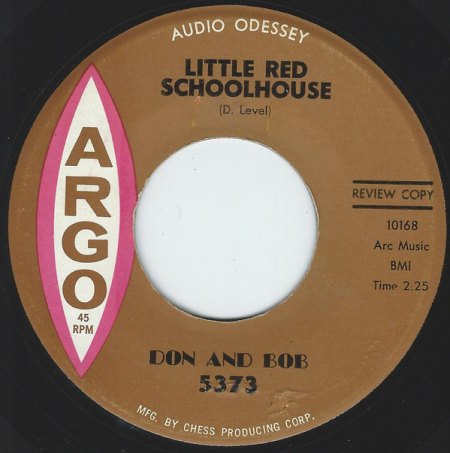 AUDIO ODESSEY
LITTLE RED
SCHOOLHOUSE
(D. Level)
ARGO
45
RPM
REVIEW COPY
10168
Arc Music
BMI
Time 2:25
DON AND BOB
5373
MFG. BY CHESS PRODUCING CORP.